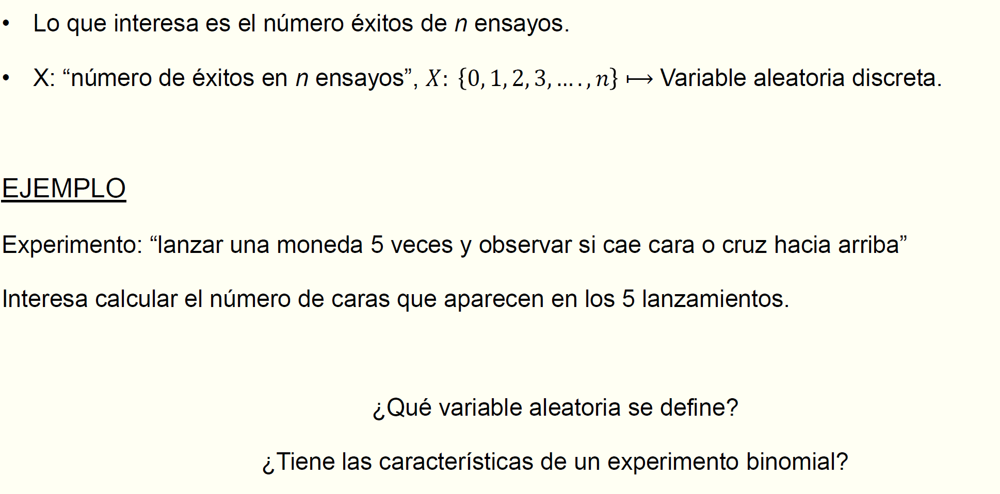 • Lo que interesa es el número éxitos de n ensayos.
• X: “número de éxitos en n ensayos”, X: {0, 1, 2, 3, … . , n} ⟼ Variable aleatoria discreta.
EJEMPLO
Experimento: “lanzar una moneda 5 veces y observar si cae cara o cruz hacia arriba”
Interesa calcular el número de caras que aparecen en los 5 lanzamientos.
¿Qué variable aleatoria se define?
¿Tiene las características de un experimento binomial?